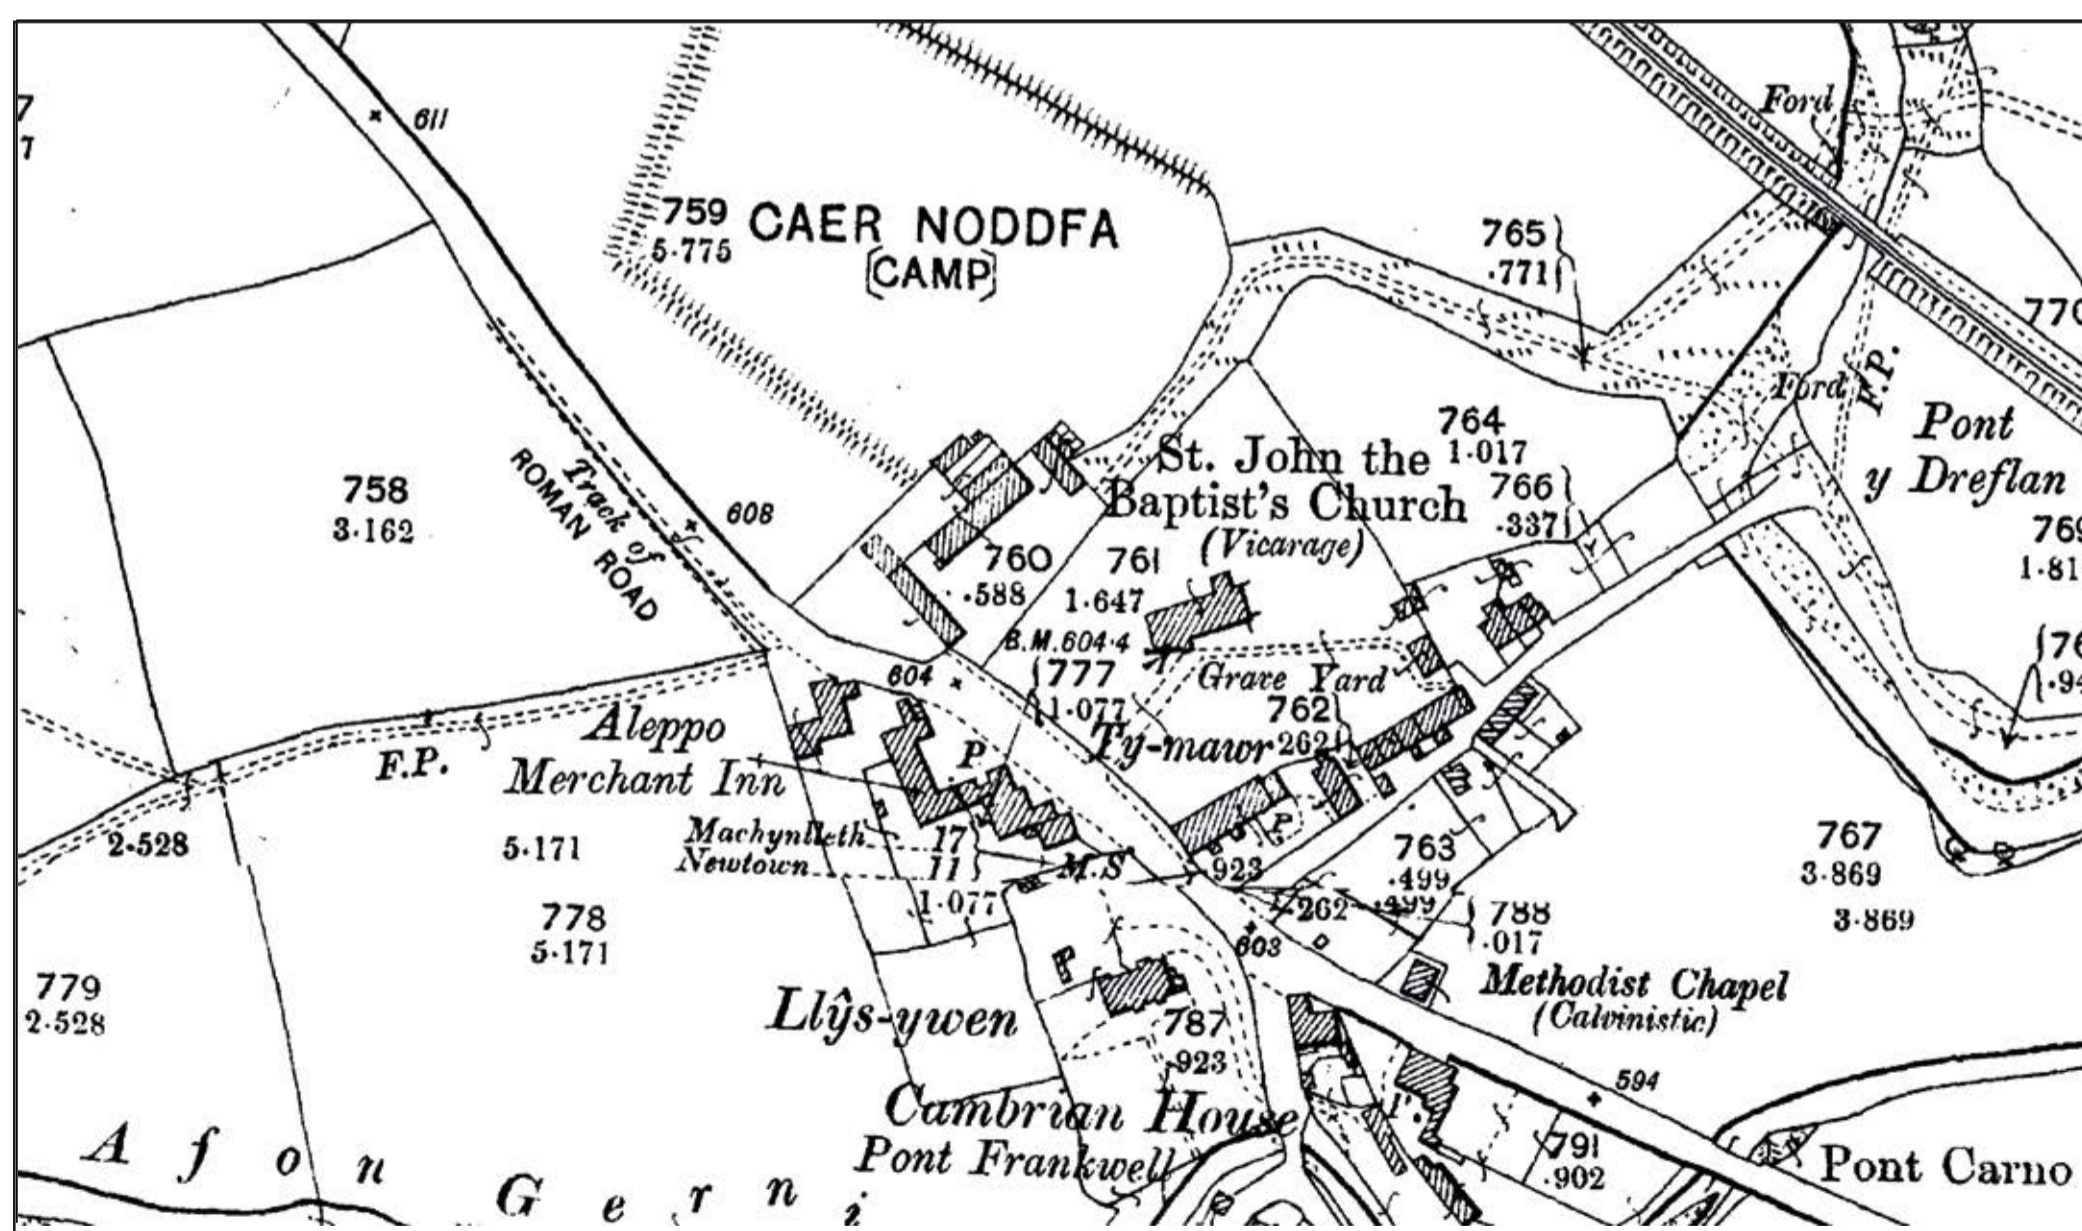 611
Ford
759
5·775
CAER NODDFA
[CAMP]
765
·771
Ford
F.P.
Pont
y Dreflan
758
3·162
Track of
ROMAN ROAD
608
764
1·017
St. John the
Baptist's Church
(Vicarage)
766
·337
760
·588
761
1·647
B.M.604·4
604
777
1·077
Grave Yard
762
262
Ty-mawr
Aleppo
Merchant Inn
P
F.P.
2·528
5·171
Machynlleth 17
Newtown 11
1·077
M.S
P
923
763
·499
·499
262
788
·017
767
3·869
3·869
778
5·171
779
2·528
603
Methodist Chapel
(Calvinistic)
Llŷs-ywen
787
·923
Cambrian House
Pont Frankwell
P.
594
791
·902
Pont Carno
Afon Gerni